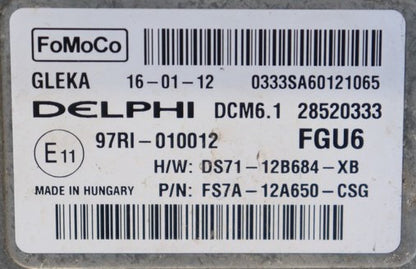 FoMoCo
GLEKA 16-01-12 0333SA60121065
DELPHI DCM6.1 28520333
E11 97RI-010012 FGU6
H/W: DS71-12B684-XB
MADE IN HUNGARY P/N: FS7A-12A650-CSG